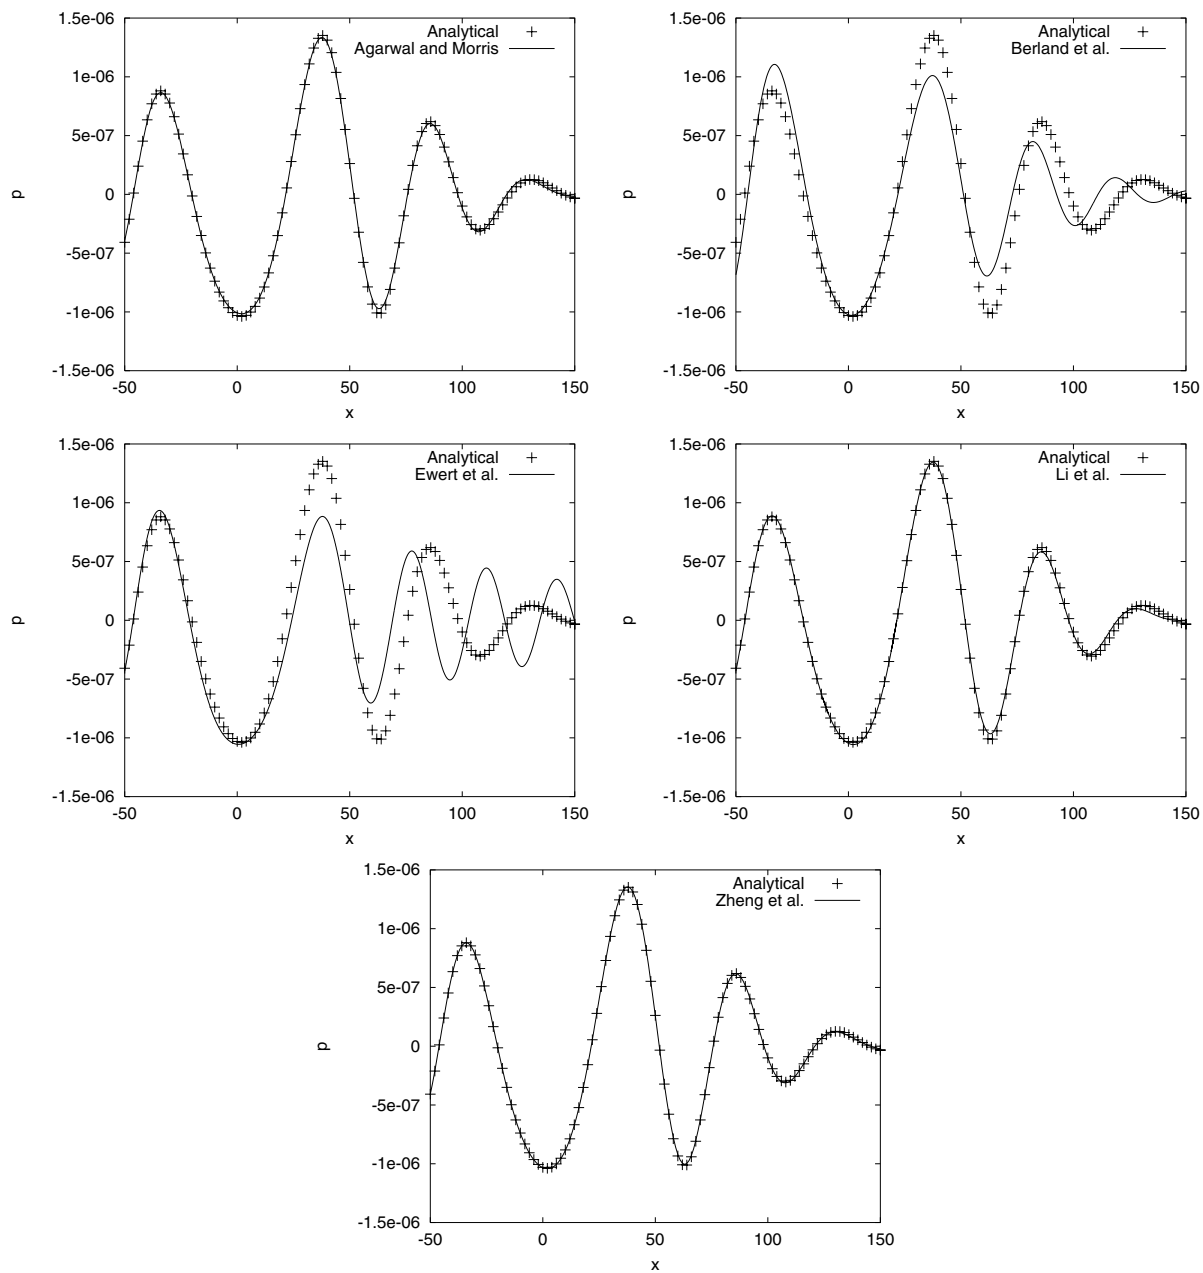 1.5e-06
1e-06
5e-07
0
-5e-07
-1e-06
-1.5e-06
-50 0 50 100 150
p
x
Analytical
Agarwal and Morris
1.5e-06
1e-06
5e-07
0
-5e-07
-1e-06
-1.5e-06
-50 0 50 100 150
p
x
Analytical
Berland et al.
1.5e-06
1e-06
5e-07
0
-5e-07
-1e-06
-1.5e-06
-50 0 50 100 150
p
x
Analytical
Ewert et al.
1.5e-06
1e-06
5e-07
0
-5e-07
-1e-06
-1.5e-06
-50 0 50 100 150
p
x
Analytical
Li et al.
1.5e-06
1e-06
5e-07
0
-5e-07
-1e-06
-1.5e-06
-50 0 50 100 150
p
x
Analytical
Zheng et al.